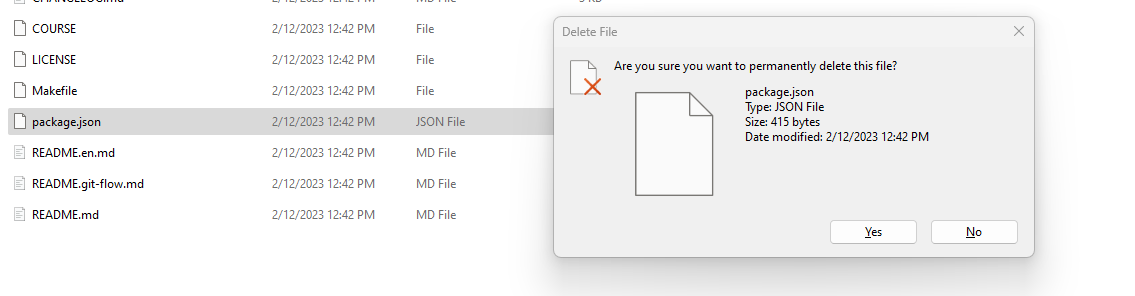 2/12/2023 12:42 PM MD File
COURSE 2/12/2023 12:42 PM File
LICENSE 2/12/2023 12:42 PM File
Makefile 2/12/2023 12:42 PM File
package.json 2/12/2023 12:42 PM JSON File
README.en.md 2/12/2023 12:42 PM MD File
README.git-flow.md 2/12/2023 12:42 PM MD File
README.md 2/12/2023 12:42 PM MD File
Delete File
Are you sure you want to permanently delete this file?
package.json
Type: JSON File
Size: 415 bytes
Date modified: 2/12/2023 12:42 PM
Yes No